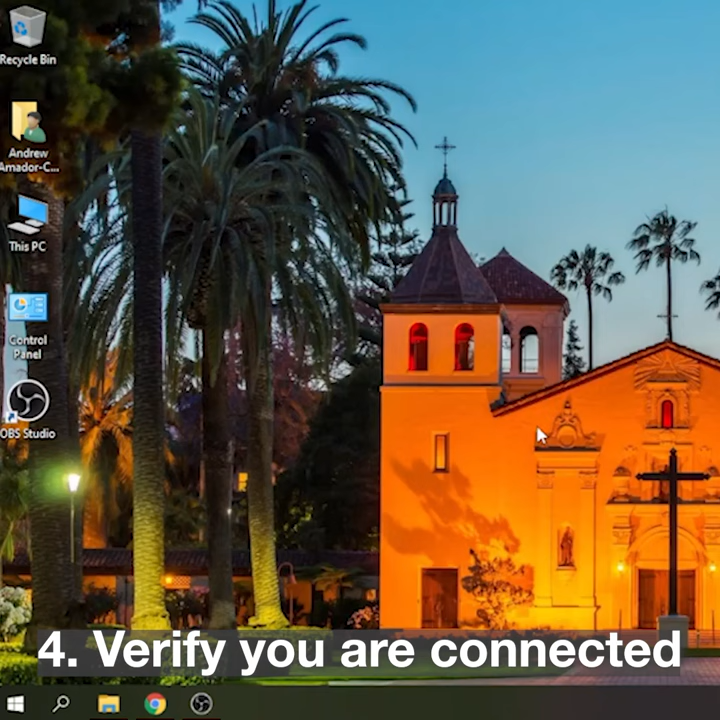 Recycle Bin
Andrew
Amador-C...
This PC
Control
Panel
OBS Studio
4. Verify you are connected